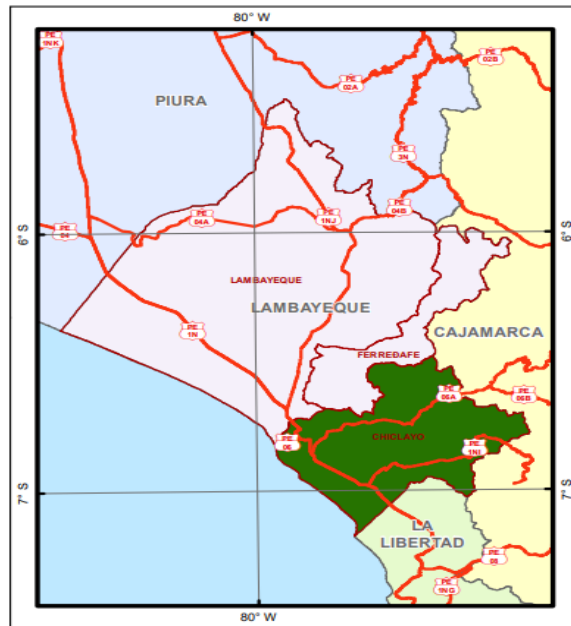 80° W
PE
1NK
PE
02B
PE
02A
PIURA
PE
3N
PE
04B
PE
04A
PE
1NJ
PE
04
6° S
6° S
LAMBAYEQUE
LAMBAYEQUE
PE
1N
CAJAMARCA
FERREDAFE
PE
06A
PE
06B
CHICLAYO
PE
06
PE
1NI
7° S
7° S
LA
LIBERTAD
PE
08
PE
1NG
80° W